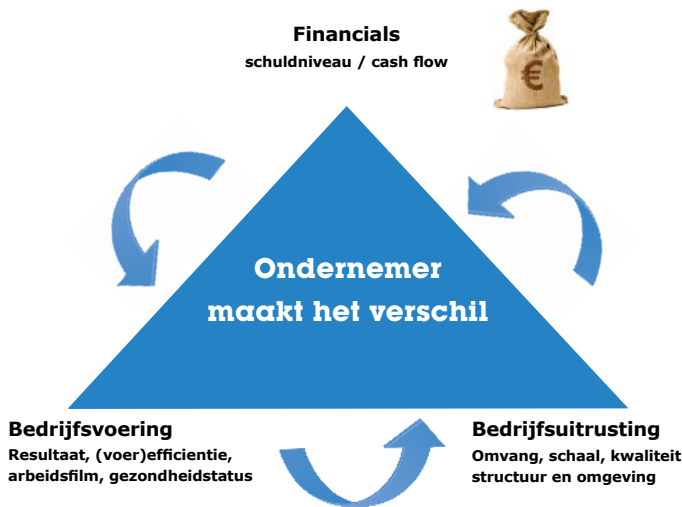 Financials
schuldniveau / cash flow
€
Ondernemer
maakt het verschil
Bedrijfsvoering
Resultaat, (voer)efficientie,
arbeidsfilm, gezondheidstatus
Bedrijfsuitrusting
Omvang, schaal, kwaliteit
structuur en omgeving